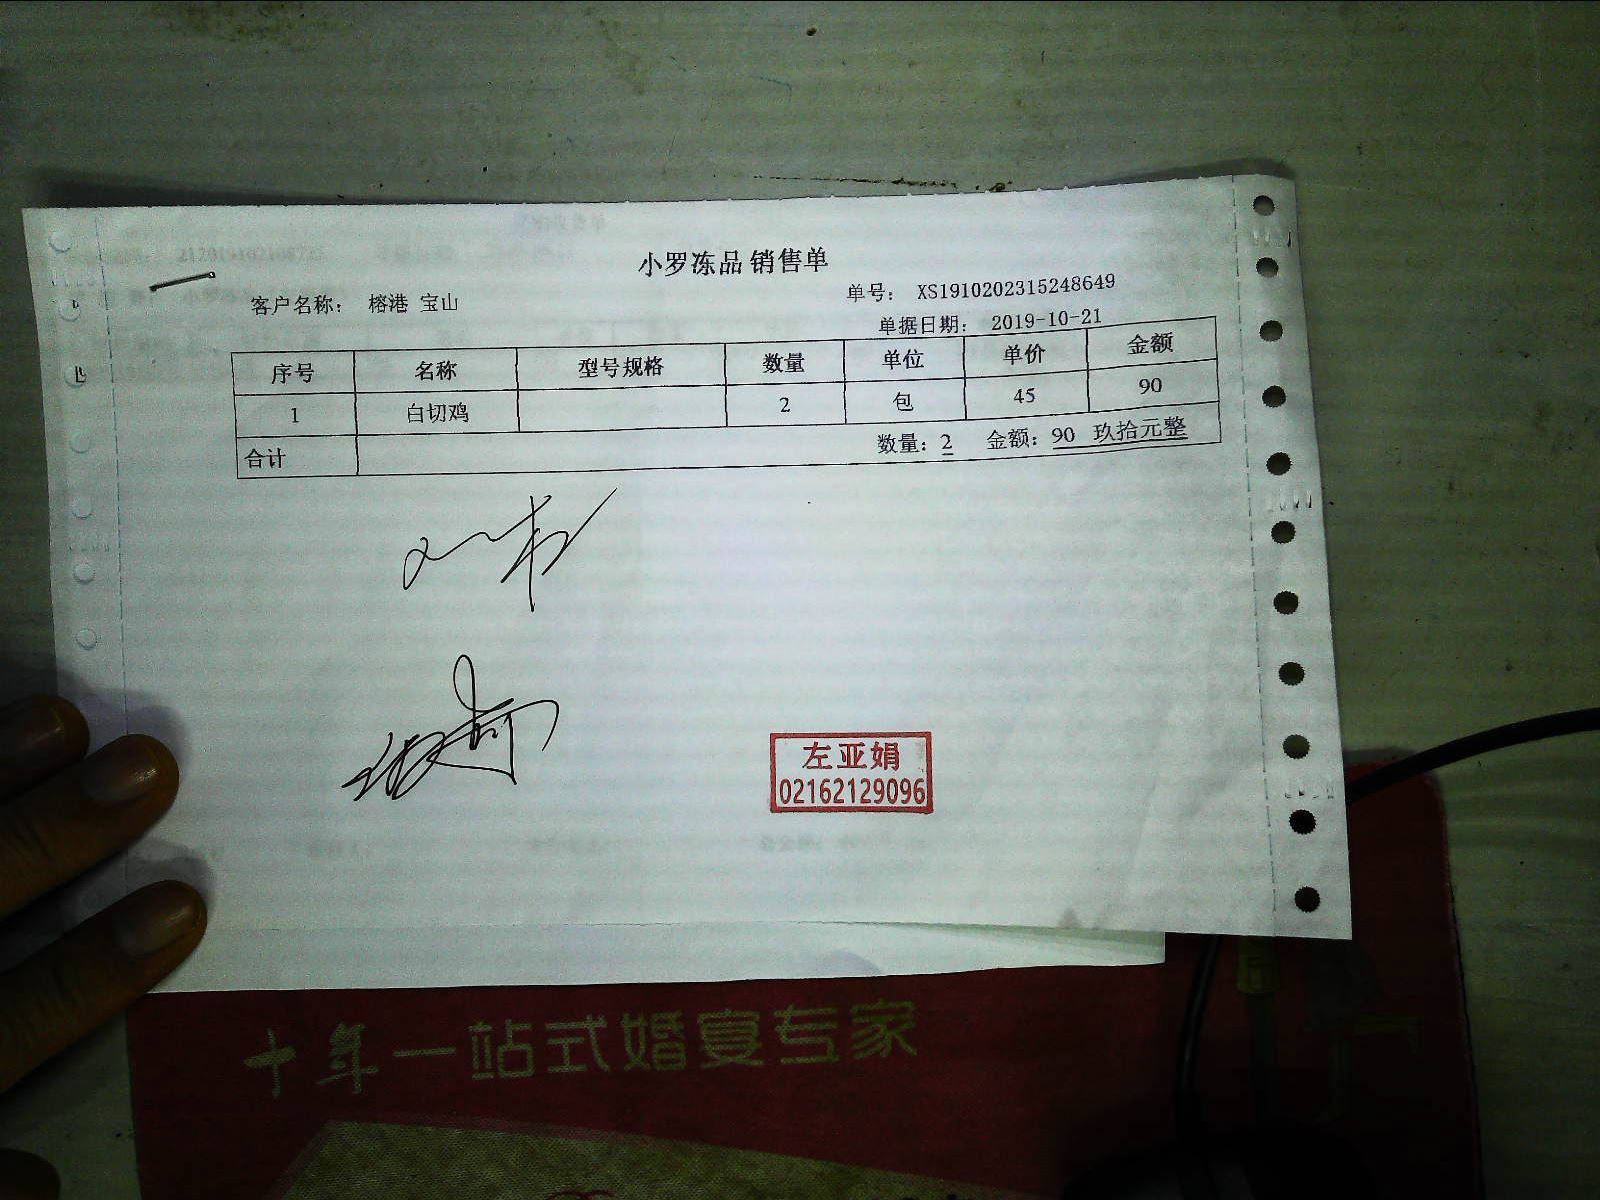 小罗冻品 销售单
客户名称： 榕港 宝山
单号： XS1910202315248649
单据日期： 2019-10-21
序号 名称 型号规格 数量 单位 单价 金额
1 白切鸡 2 包 45 90
合计 数量：2 金额：90 玖拾元整
左亚娟
02162129096
十年一站式婚宴专家